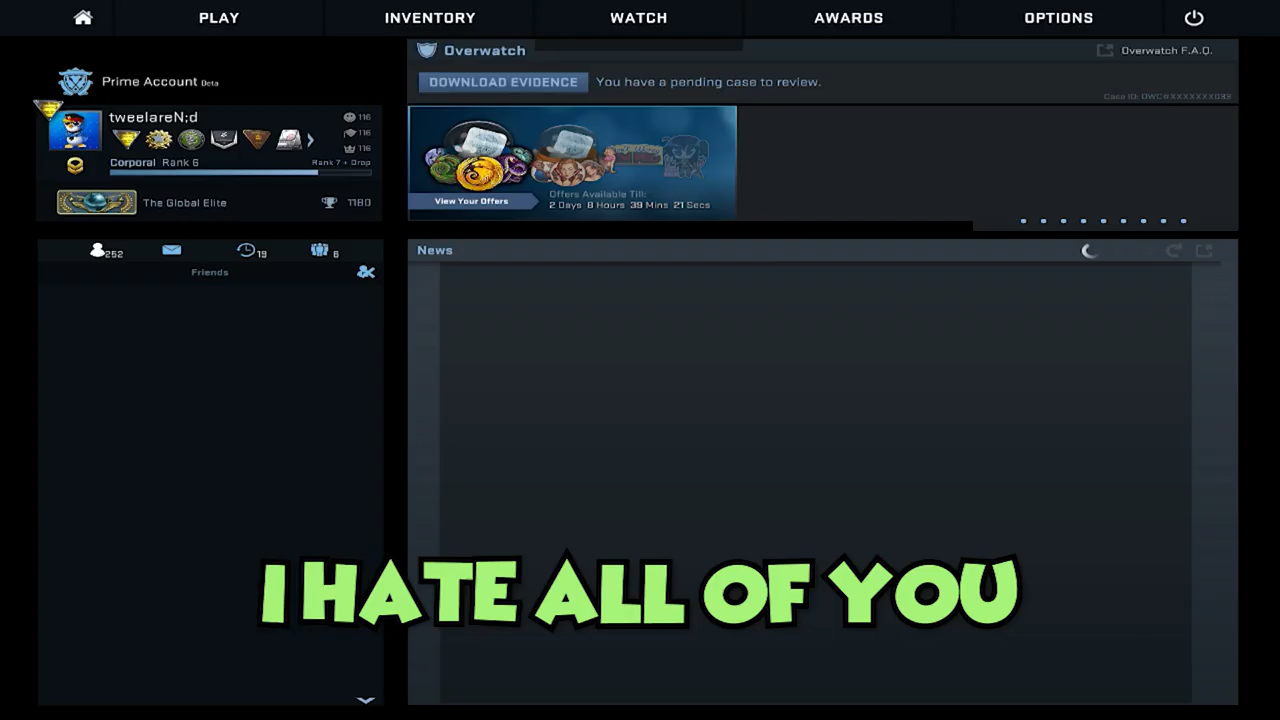 PLAY
INVENTORY
WATCH
AWARDS
OPTIONS
Prime Account Beta
tweelareN;d
116
116
116
Corporal Rank 6
Rank 7 + Drop
The Global Elite
1180
Overwatch
Overwatch F.A.Q.
DOWNLOAD EVIDENCE
You have a pending case to review.
View Your Offers
Offers Available Till:
2 Days 8 Hours 39 Mins 21 Secs
252
19
6
Friends
News
I HATE ALL OF YOU